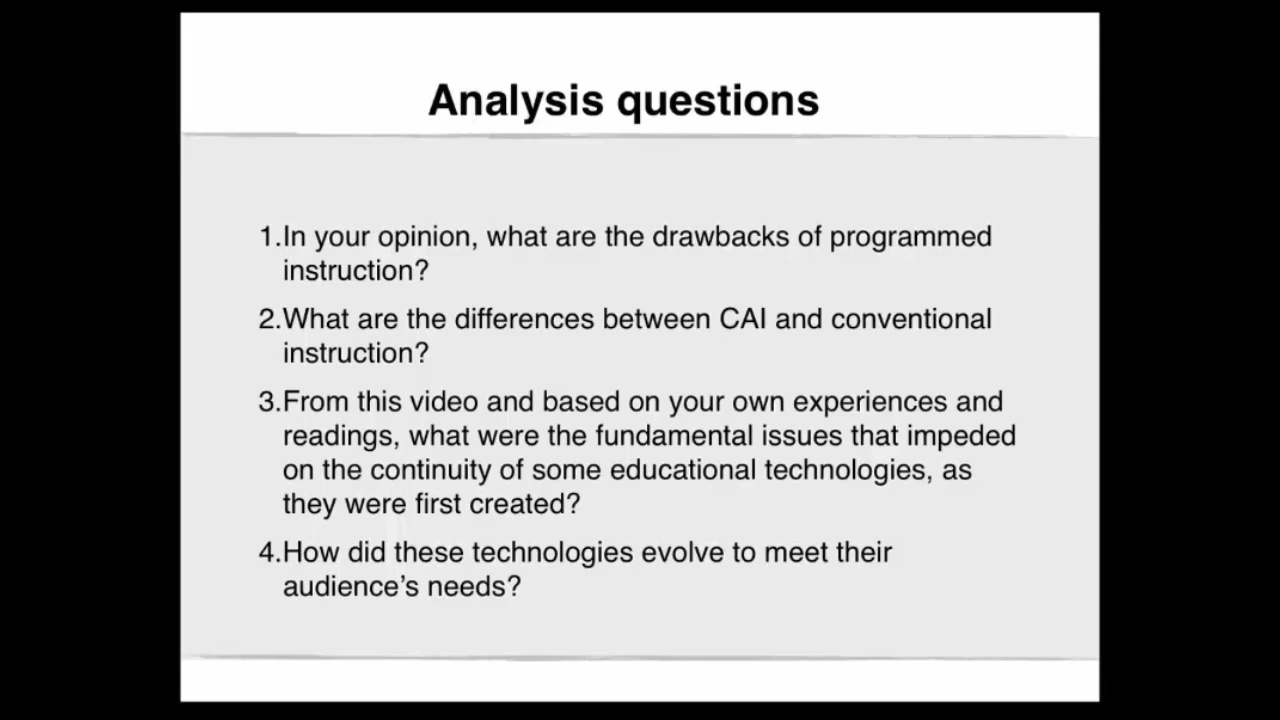 Analysis questions
1.In your opinion, what are the drawbacks of programmed
instruction?
2.What are the differences between CAI and conventional
instruction?
3.From this video and based on your own experiences and
readings, what were the fundamental issues that impeded
on the continuity of some educational technologies, as
they were first created?
4.How did these technologies evolve to meet their
audience’s needs?